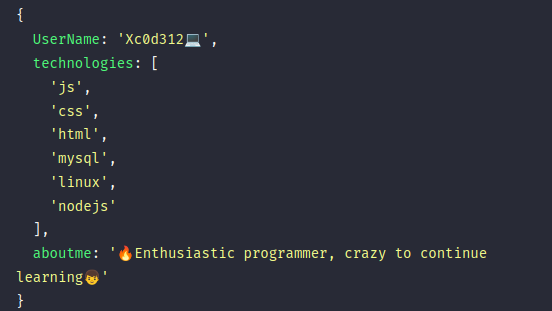 {
  UserName: 'Xc0d312💻',
  technologies: [
    'js',
    'css',
    'html',
    'mysql',
    'linux',
    'nodejs'
  ],
  aboutme: '🔥Enthusiastic programmer, crazy to continue
learning👦'
}